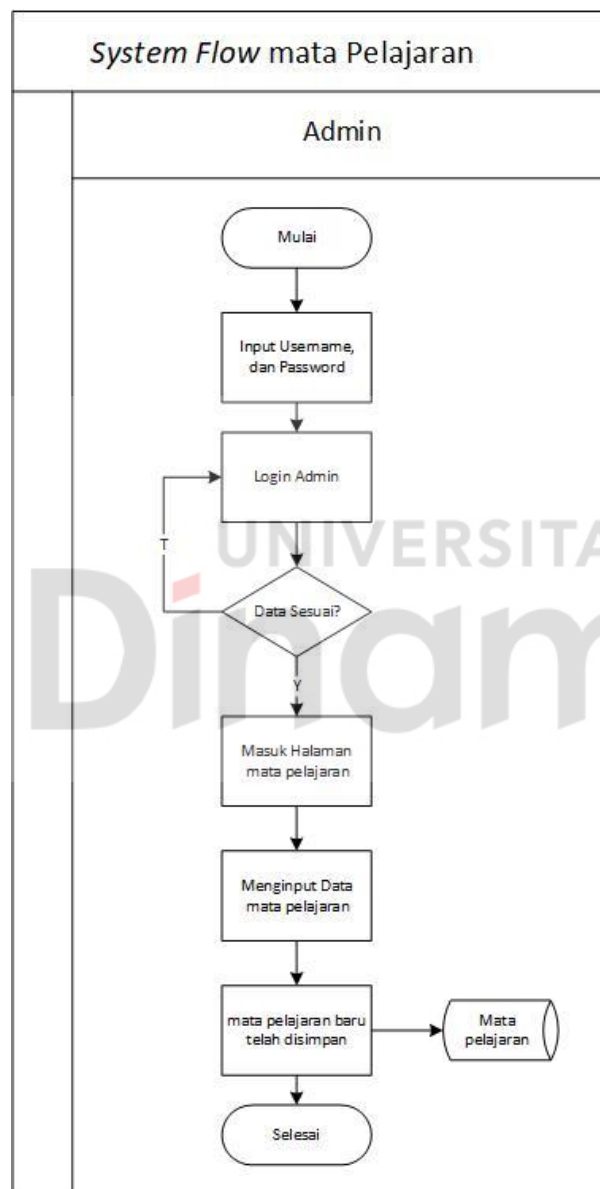 System Flow mata Pelajaran
Admin
Mulai
Input Username,
dan Password
Login Admin
T
UNIVERSITA
Dinam
Data Sesuai?
Y
Masuk Halaman
mata pelajaran
Menginput Data
mata pelajaran
mata pelajaran baru
telah disimpan
Mata
pelajaran
Selesai